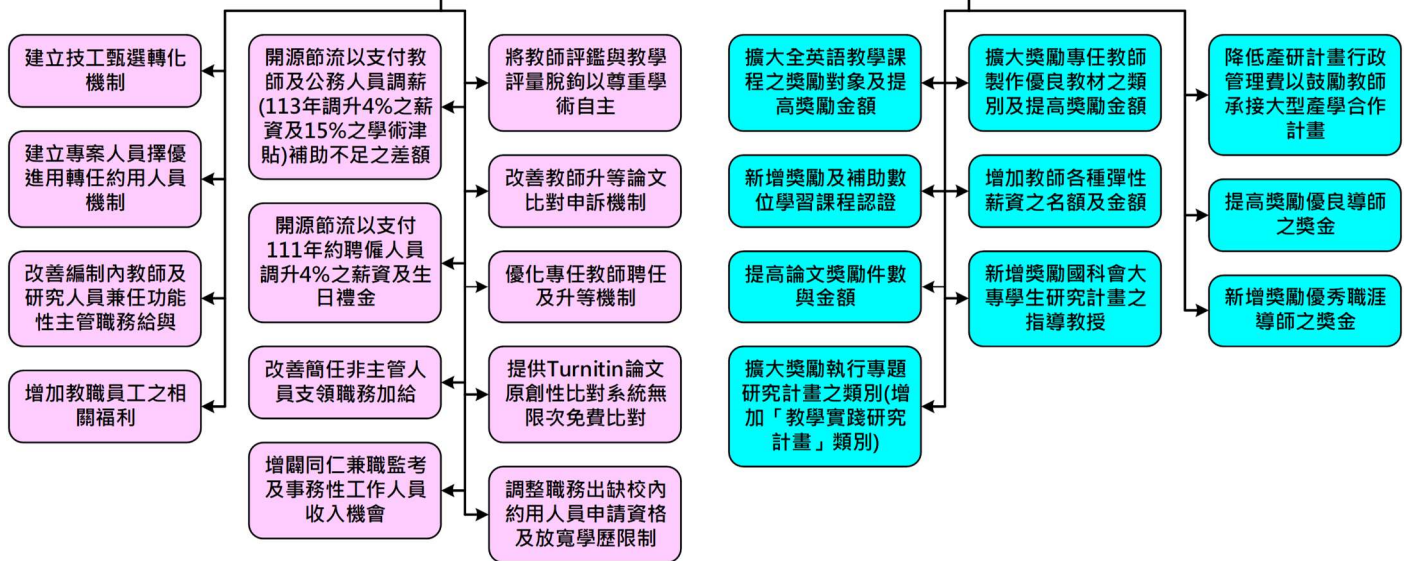 建立技工甄選轉化
機制
建立專案人員擇優
進用轉任約用人員
機制
改善編制內教師及
研究人員兼任功能
性主管職務給與
增加教職員工之相
關福利
開源節流以支付教
師及公務人員調薪
(113年調升4%之薪
資及15%之學術津
貼)補助不足之差額
開源節流以支付
111年約聘僱人員
調升4%之薪資及生
日禮金
改善簡任非主管人
員支領職務加給
增闢同仁兼職監考
及事務性工作人員
收入機會
將教師評鑑與教學
評量脫鉤以尊重學
術自主
改善教師升等論文
比對申訴機制
優化專任教師聘任
及升等機制
提供Turnitin論文
原創性比對系統無
限次免費比對
調整職務出缺校內
約用人員申請資格
及放寬學歷限制
擴大全英語教學課
程之獎勵對象及提
高獎勵金額
新增獎勵及補助數
位學習課程認證
提高論文獎勵件數
與金額
擴大獎勵執行專題
研究計畫之類別(增
加「教學實踐研究
計畫」類別)
擴大獎勵專任教師
製作優良教材之類
別及提高獎勵金額
增加教師各種彈性
薪資之名額及金額
新增獎勵國科會大
專學生研究計畫之
指導教授
降低產研計畫行政
管理費以鼓勵教師
承接大型產學合作
計畫
提高獎勵優良導師
之獎金
新增獎勵優秀職涯
導師之獎金